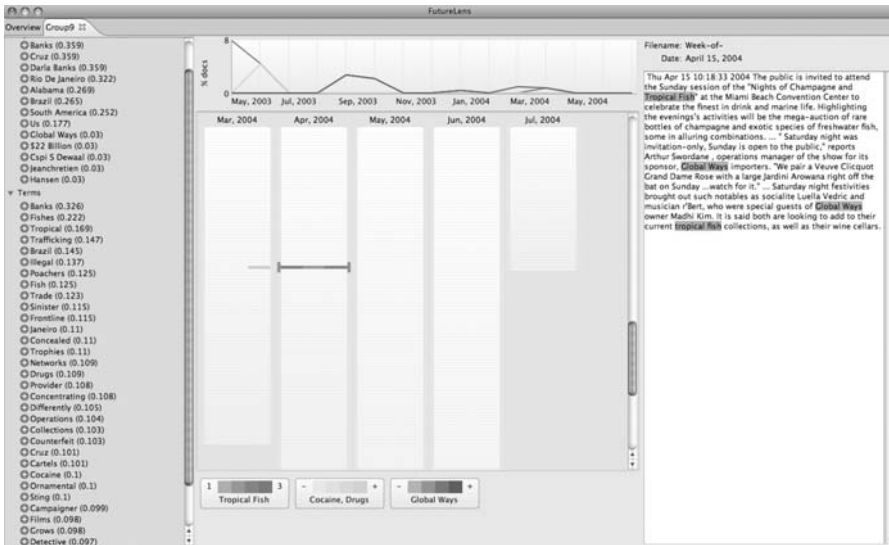 FutureLens
Overview Group9
Banks (0.359)
Cruz (0.359)
Darla Banks (0.359)
Rio De Janeiro (0.322)
Alabama (0.269)
Brazil (0.265)
South America (0.252)
Us (0.177)
Global Ways (0.03)
$22 Billion (0.03)
Cspi S Dewaal (0.03)
Jeanchretien (0.03)
Hansen (0.03)
Terms
Banks (0.326)
Fishes (0.222)
Tropical (0.169)
Trafficking (0.147)
Brazil (0.145)
Illegal (0.137)
Poachers (0.125)
Fish (0.125)
Trade (0.123)
Sinister (0.115)
Frontline (0.115)
Janeiro (0.11)
Concealed (0.11)
Trophies (0.11)
Networks (0.109)
Drugs (0.109)
Provider (0.108)
Concentrating (0.108)
Differently (0.105)
Operations (0.104)
Collections (0.103)
Counterfeit (0.103)
Cruz (0.101)
Cartels (0.101)
Cocaine (0.1)
Ornamental (0.1)
Sting (0.1)
Campaigner (0.099)
Films (0.098)
Grows (0.098)
Detective (0.097)
8
% docs
0
May, 2003 Jul, 2003 Sep, 2003 Nov, 2003 Jan, 2004 Mar, 2004 May, 2004
Mar, 2004 Apr, 2004 May, 2004 Jun, 2004 Jul, 2004
1 3
Tropical Fish
- +
Cocaine, Drugs
- +
Global Ways
Filename: Week-of-
Date: April 15, 2004
Thu Apr 15 10:18:33 2004 The public is invited to attend
the Sunday session of the "Nights of Champagne and
Tropical Fish" at the Miami Beach Convention Center to
celebrate the finest in drink and marine life. Highlighting
the evenings's activities will be the mega-auction of rare
bottles of champagne and exotic species of freshwater fish,
some in alluring combinations. ... " Saturday night was
invitation-only, Sunday is open to the public," reports
Arthur Swordane , operations manager of the show for its
sponsor, Global Ways importers. "We pair a Veuve Clicquot
Grand Dame Rose with a large Jardini Arowana right off the
bat on Sunday ...watch for it." ... Saturday night festivities
brought out such notables as socialite Luella Vedric and
musician r'Bert, who were special guests of Global Ways
owner Madhi Kim. It is said both are looking to add to their
current tropical fish collections, as well as their wine cellars.